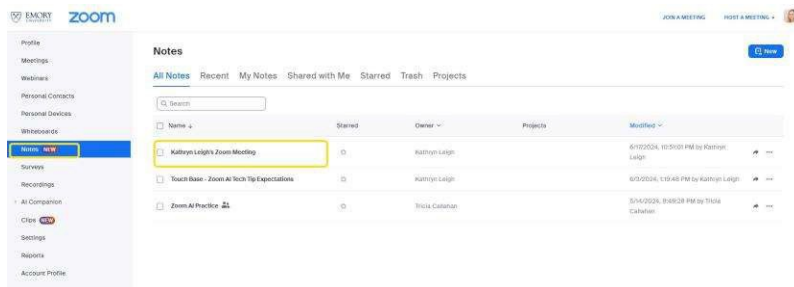 EMORY
UNIVERSITY
zoom
JOIN A MEETING
HOST A MEETING
Profile
Meetings
Webinars
Personal Contacts
Personal Devices
Whiteboards
Notes NEW
Surveys
Recordings
AI Companion
Clips NEW
Settings
Reports
Account Profile
Notes
New
All Notes Recent My Notes Shared with Me Starred Trash Projects
Search
Name Starred Owner Projects Modified
Kathryn Leigh's Zoom Meeting Kathryn Leigh 6/17/2024, 10:51:01 PM by Kathryn
Leigh
Touch Base - Zoom AI Tech Tip Expectations Kathryn Leigh 6/3/2024, 1:19:48 PM by Kathryn Leigh
Zoom AI Practice Tricia Callahan 5/14/2024, 9:49:28 PM by Tricia
Callahan